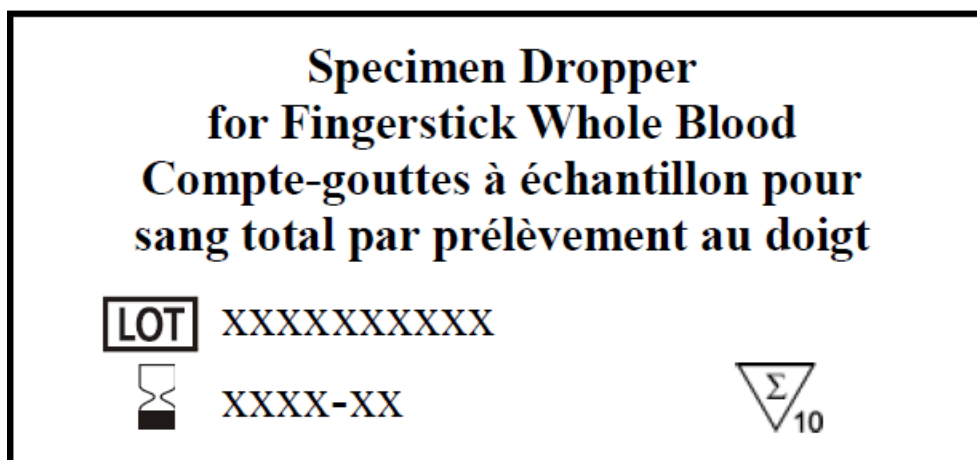 Specimen Dropper
for Fingerstick Whole Blood
Compte-gouttes à échantillon pour
sang total par prélèvement au doigt
LOT XXXXXXXXXX
XXXX-XX
Σ
10